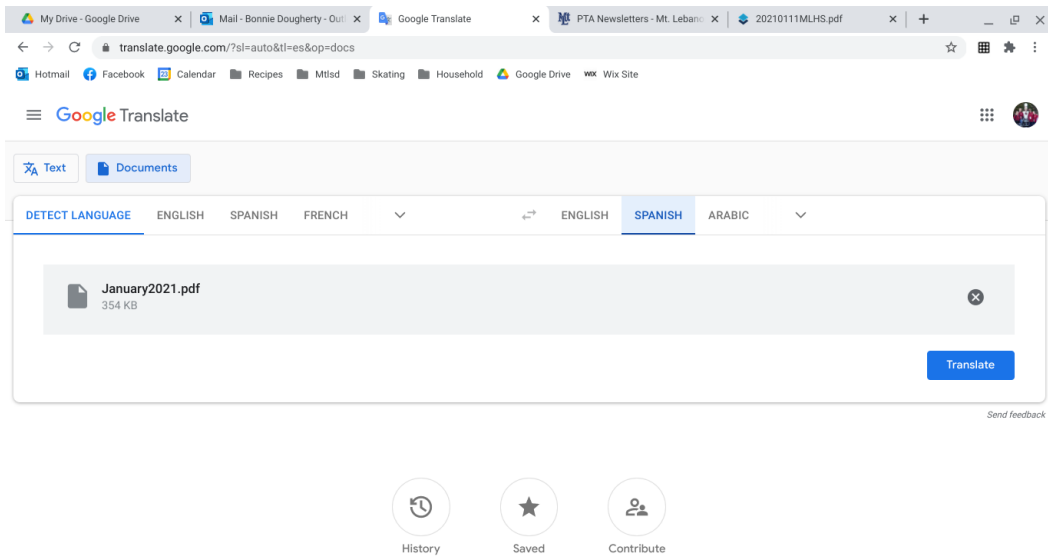 My Drive - Google Drive
Mail - Bonnie Dougherty - Out
Google Translate
PTA Newsletters - Mt. Lebano
20210111MLHS.pdf
translate.google.com/?sl=auto&tl=es&op=docs
Hotmail Facebook 23 Calendar Recipes Mtlsd Skating Household Google Drive WIX Wix Site
Google Translate
Text Documents
DETECT LANGUAGE ENGLISH SPANISH FRENCH ENGLISH SPANISH ARABIC
January2021.pdf
354 KB
Translate
Send feedback
History Saved Contribute